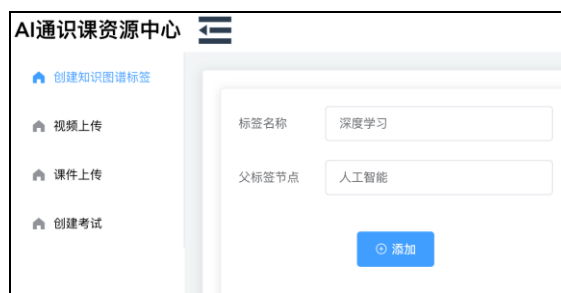 AI通识课资源中心
创建知识图谱标签
视频上传
课件上传
创建考试
标签名称 深度学习
父标签节点 人工智能
添加